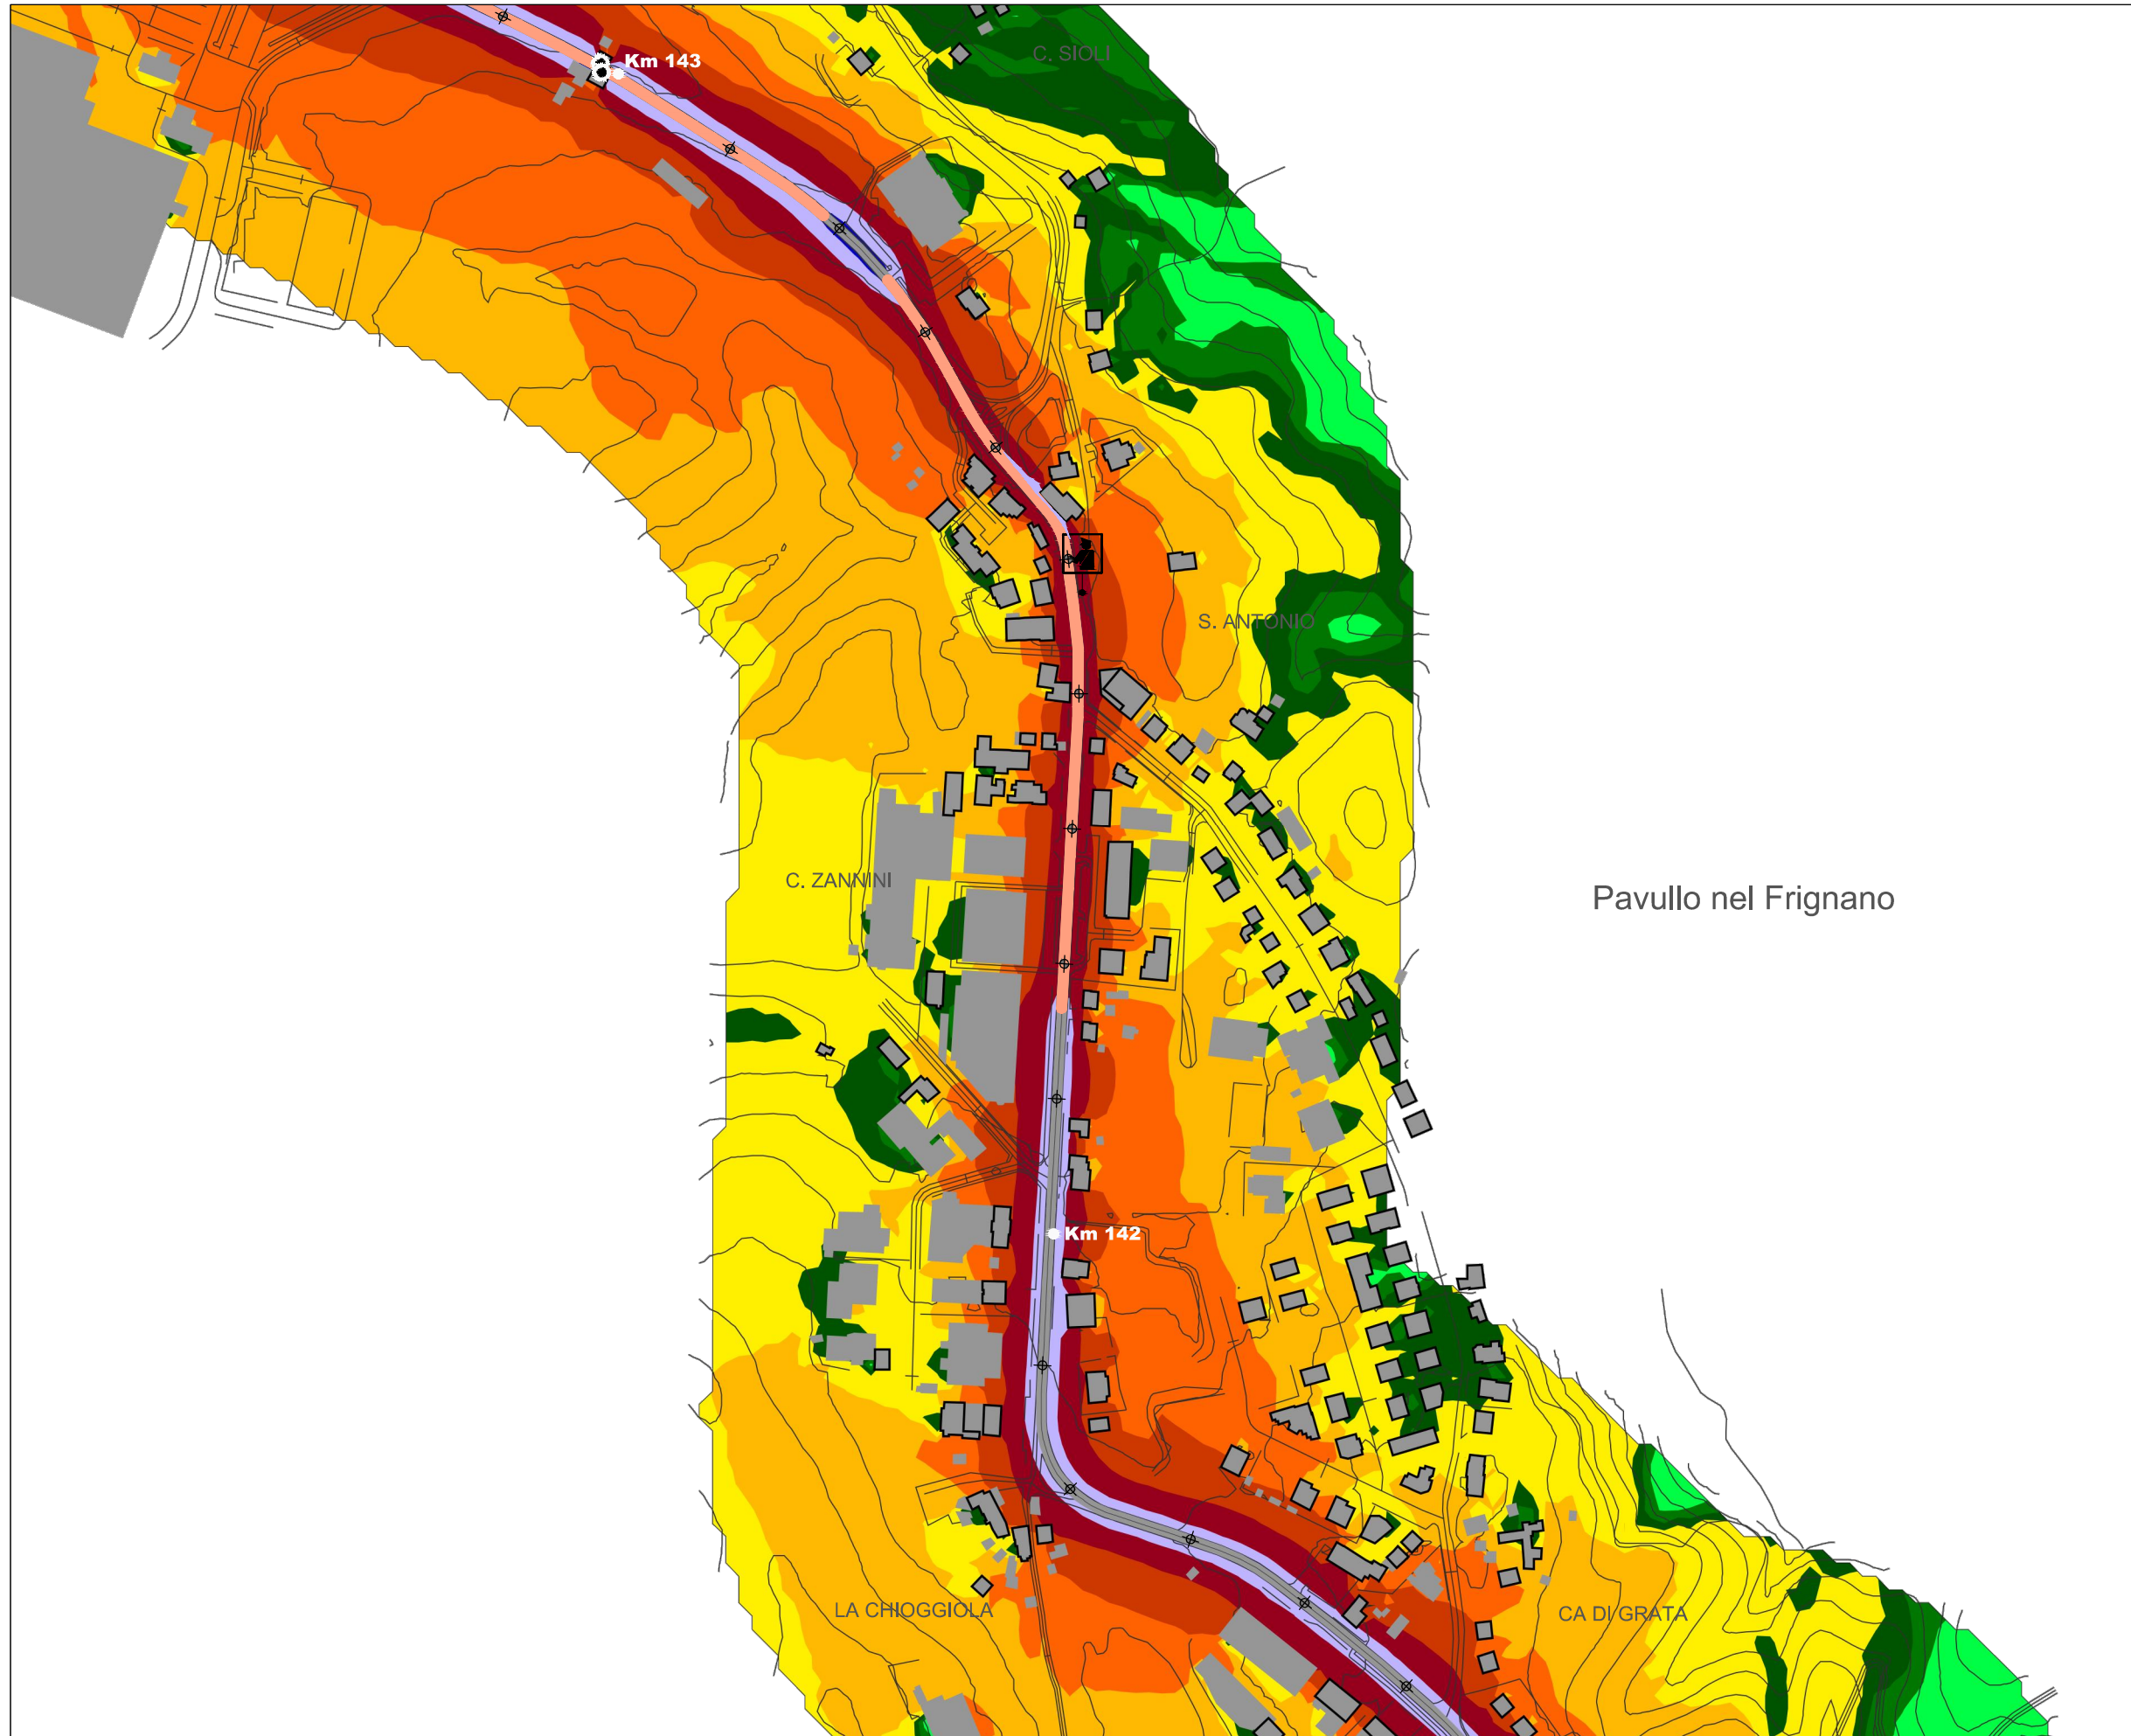 C. SIOLI
Km 143
S. ANTONIO
C. ZANNINI
Pavullo nel Frignano
Km 142
LA CHIOGGIOLA
CA DI GRATA